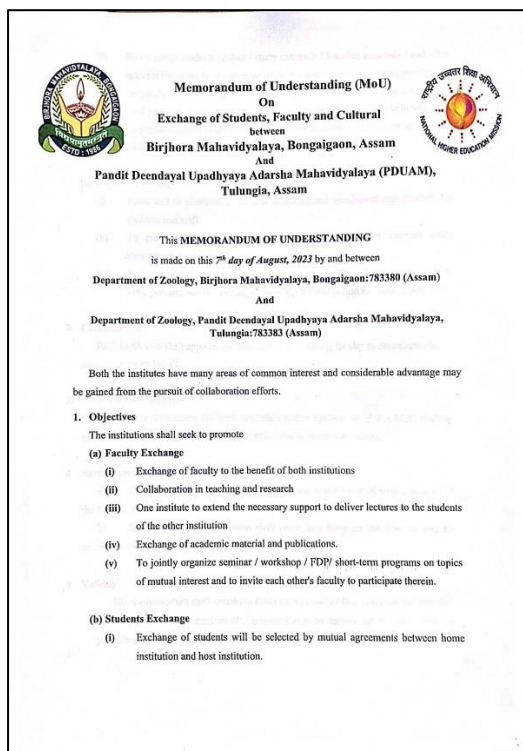 BIRJHORA MAHAVIDYALAYA, BONGAIGAON
ESTD : 1965
राष्ट्रीय उच्चतर शिक्षा अभियान
NATIONAL HIGHER EDUCATION MISSION
Memorandum of Understanding (MoU)
On
Exchange of Students, Faculty and Cultural
between
Birjhora Mahavidyalaya, Bongaigaon, Assam
And
Pandit Deendayal Upadhyaya Adarsha Mahavidyalaya (PDUAM),
Tulungia, Assam
This MEMORANDUM OF UNDERSTANDING
is made on this 7th day of August, 2023 by and between
Department of Zoology, Birjhora Mahavidyalaya, Bongaigaon:783380 (Assam)
And
Department of Zoology, Pandit Deendayal Upadhyaya Adarsha Mahavidyalaya,
Tulungia:783383 (Assam)
Both the institutes have many areas of common interest and considerable advantage may
be gained from the pursuit of collaboration efforts.
1. Objectives
The institutions shall seek to promote
(a) Faculty Exchange
(i) Exchange of faculty to the benefit of both institutions
(ii) Collaboration in teaching and research
(iii) One institute to extend the necessary support to deliver lectures to the students
of the other institution
(iv) Exchange of academic material and publications.
(v) To jointly organize seminar / workshop / FDP/ short-term programs on topics
of mutual interest and to invite each other's faculty to participate therein.
(b) Students Exchange
(i) Exchange of students will be selected by mutual agreements between home
institution and host institution.